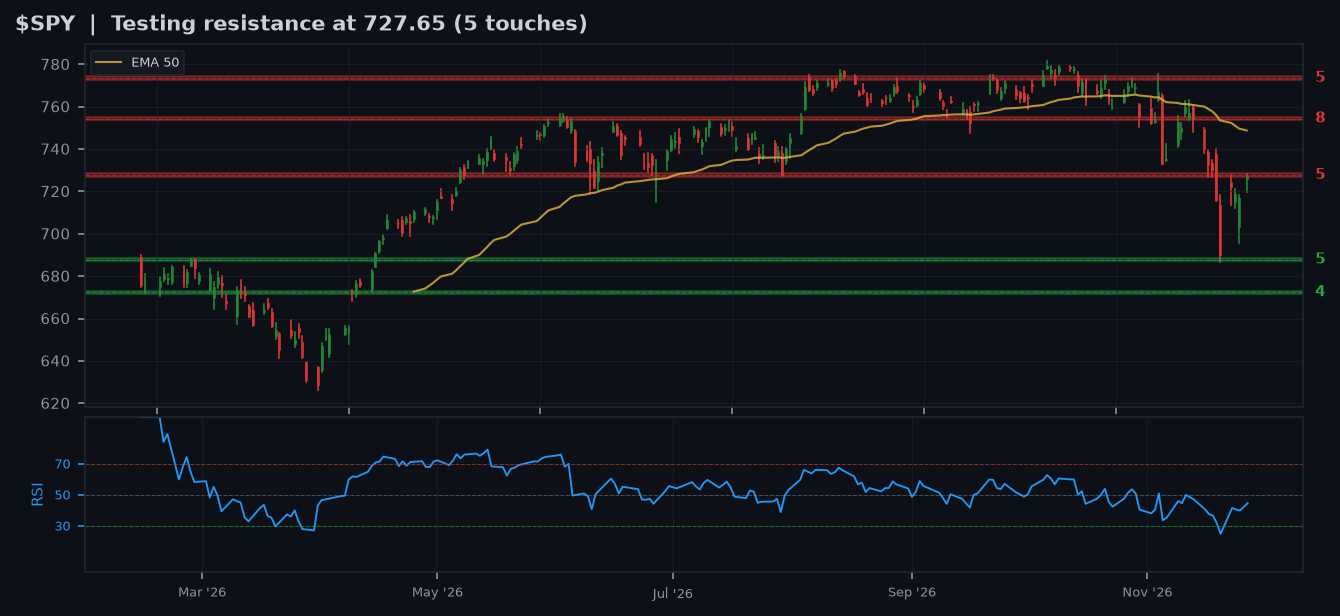 $SPY | Testing resistance at 727.65 (5 touches)
EMA 50
780
760
740
720
700
680
660
640
620
5
8
5
5
4
RSI
70
50
30
Mar '26
May '26
Jul '26
Sep '26
Nov '26